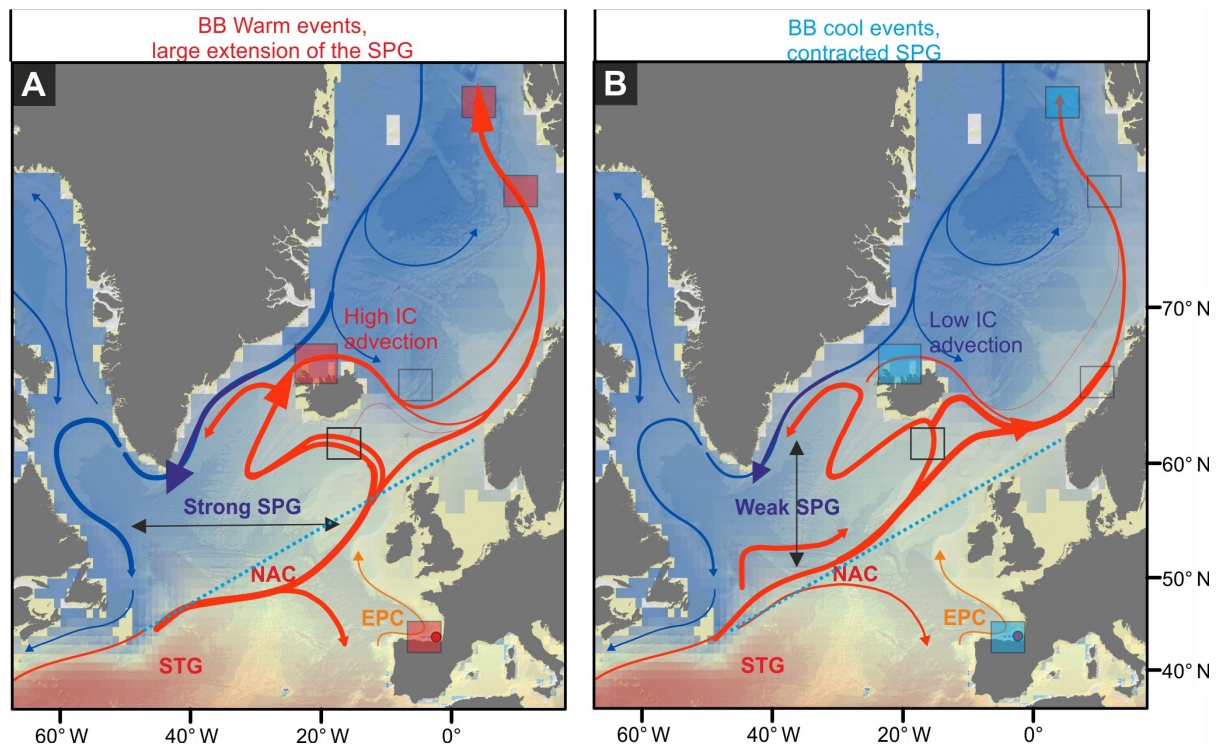 BB Warm events,
large extension of the SPG
BB cool events,
contracted SPG
A
High IC
advection
Strong SPG
NAC
EPC
STG
60° W
40° W
20° W
0°
B
Low IC
advection
Weak SPG
NAC
EPC
STG
70° N
60° N
50° N
40° N
60° W
40° W
20° W
0°